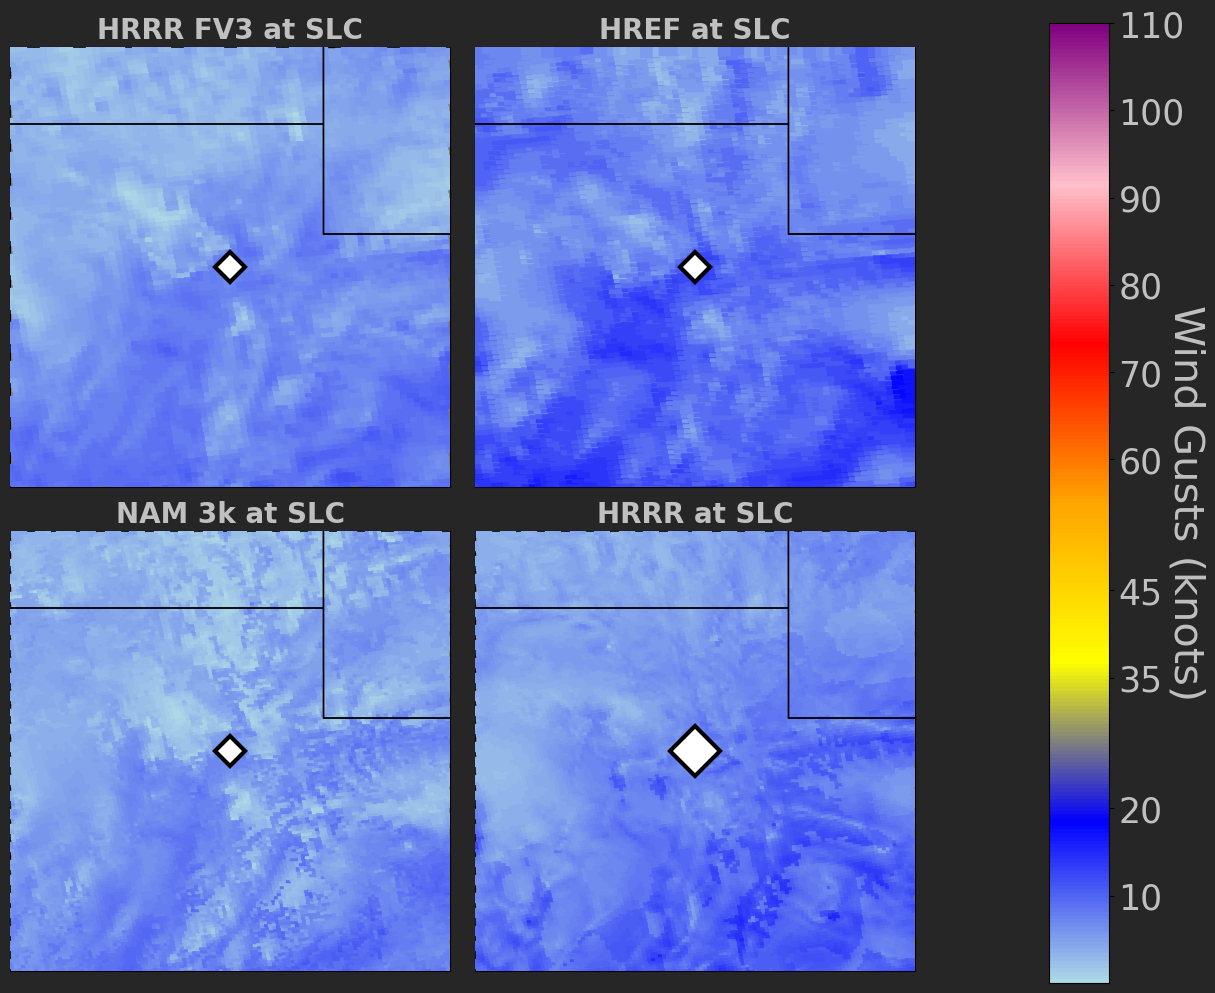 HRRR FV3 at SLC
HREF at SLC
NAM 3k at SLC
HRRR at SLC
110
100
90
80
70
60
45
35
20
10
Wind Gusts (knots)